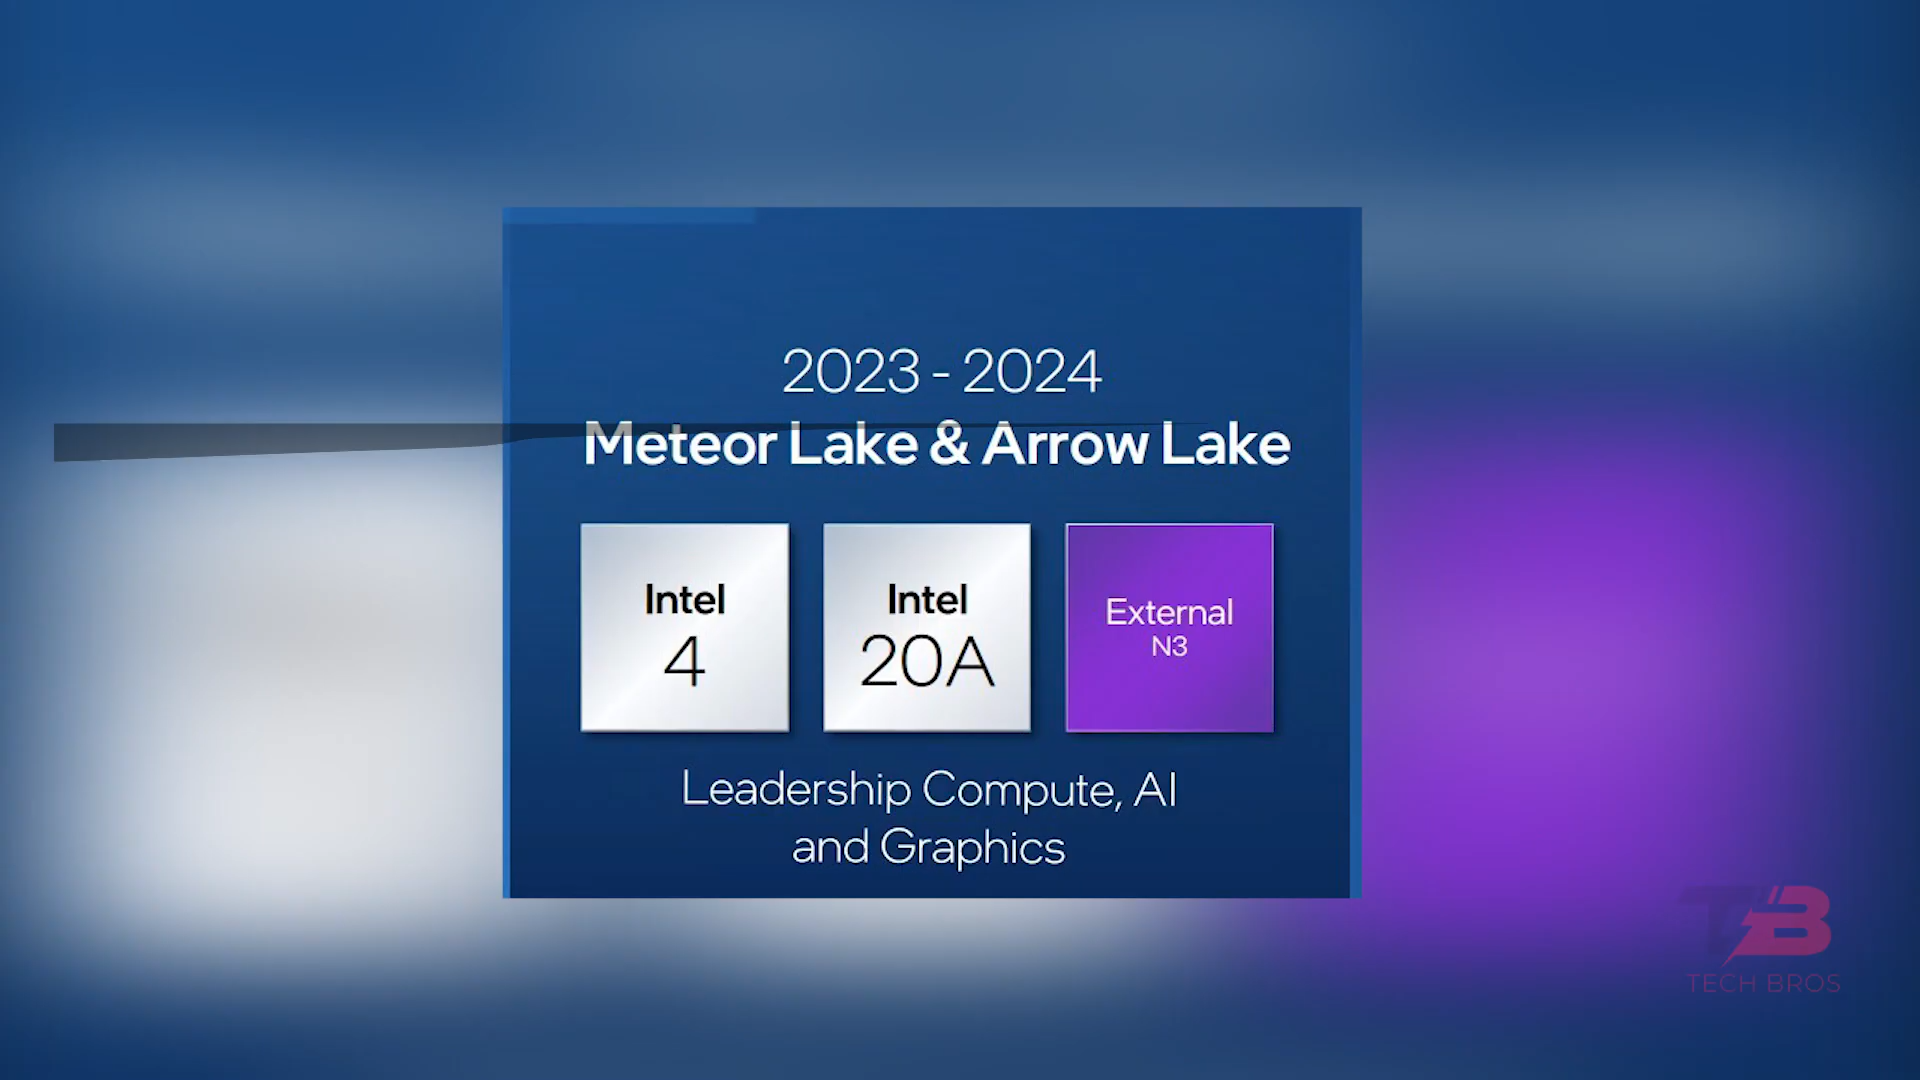 2023 - 2024
Meteor Lake & Arrow Lake
Intel
4
Intel
20A
External
N3
Leadership Compute, AI
and Graphics
TB
TECH BROS